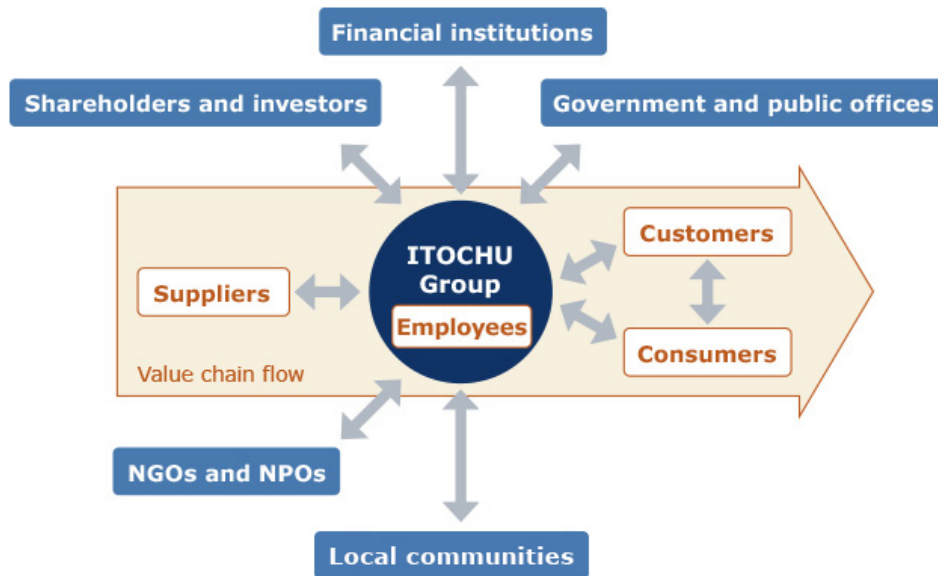 Financial institutions
Shareholders and investors
Government and public offices
ITOCHU
Group
Employees
Suppliers
Customers
Consumers
Value chain flow
NGOs and NPOs
Local communities